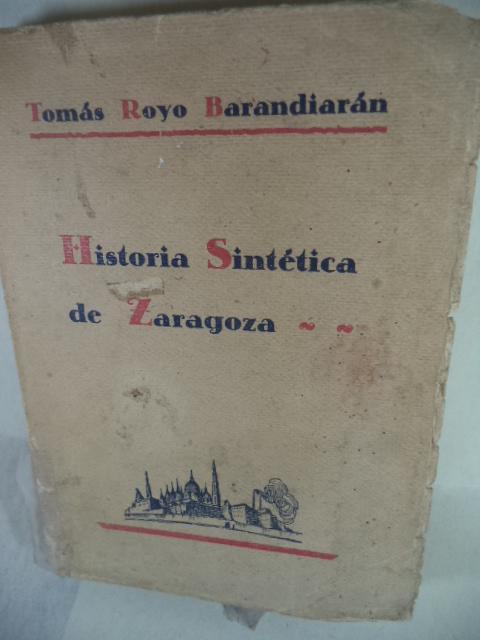 Tomás Royo Barandiarán
Historia Sintética
de Zaragoza ~ ~